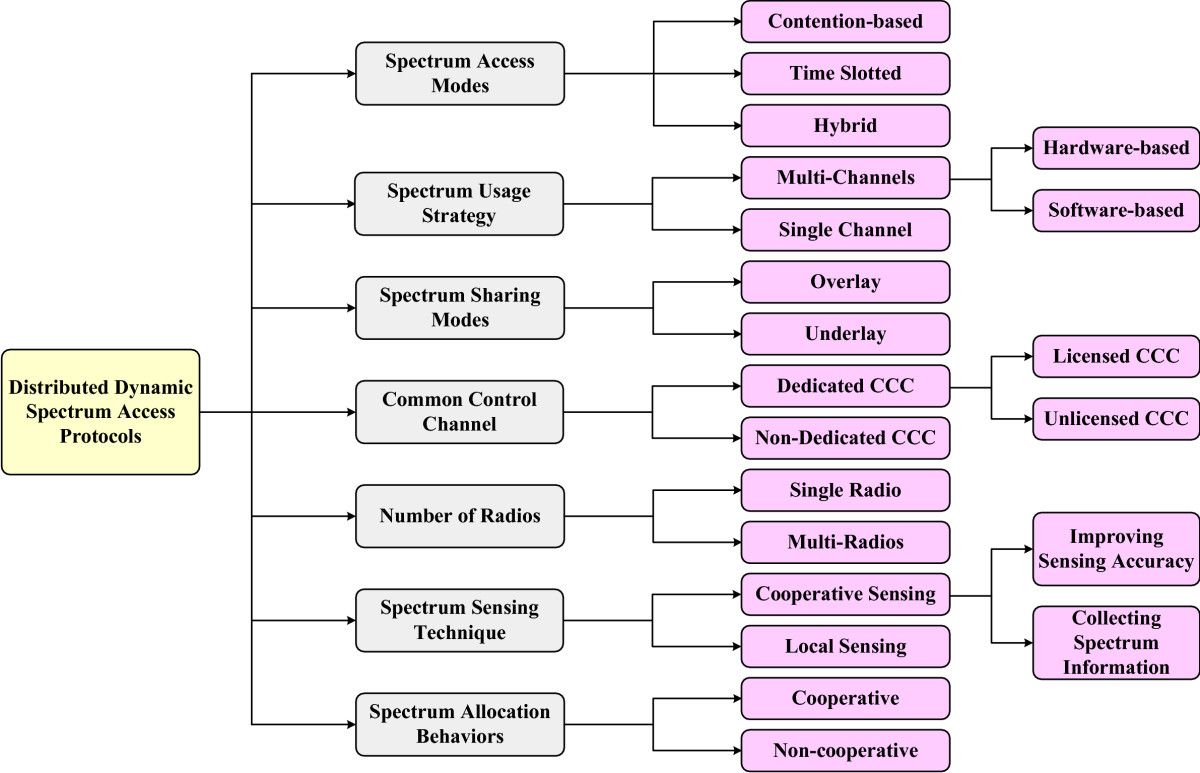 Distributed Dynamic
Spectrum Access
Protocols
Spectrum Access
Modes
Contention-based
Time Slotted
Hybrid
Spectrum Usage
Strategy
Multi-Channels
Hardware-based
Software-based
Single Channel
Spectrum Sharing
Modes
Overlay
Underlay
Common Control
Channel
Dedicated CCC
Licensed CCC
Unlicensed CCC
Non-Dedicated CCC
Number of Radios
Single Radio
Multi-Radios
Spectrum Sensing
Technique
Cooperative Sensing
Improving
Sensing Accuracy
Collecting
Spectrum
Information
Local Sensing
Spectrum Allocation
Behaviors
Cooperative
Non-cooperative